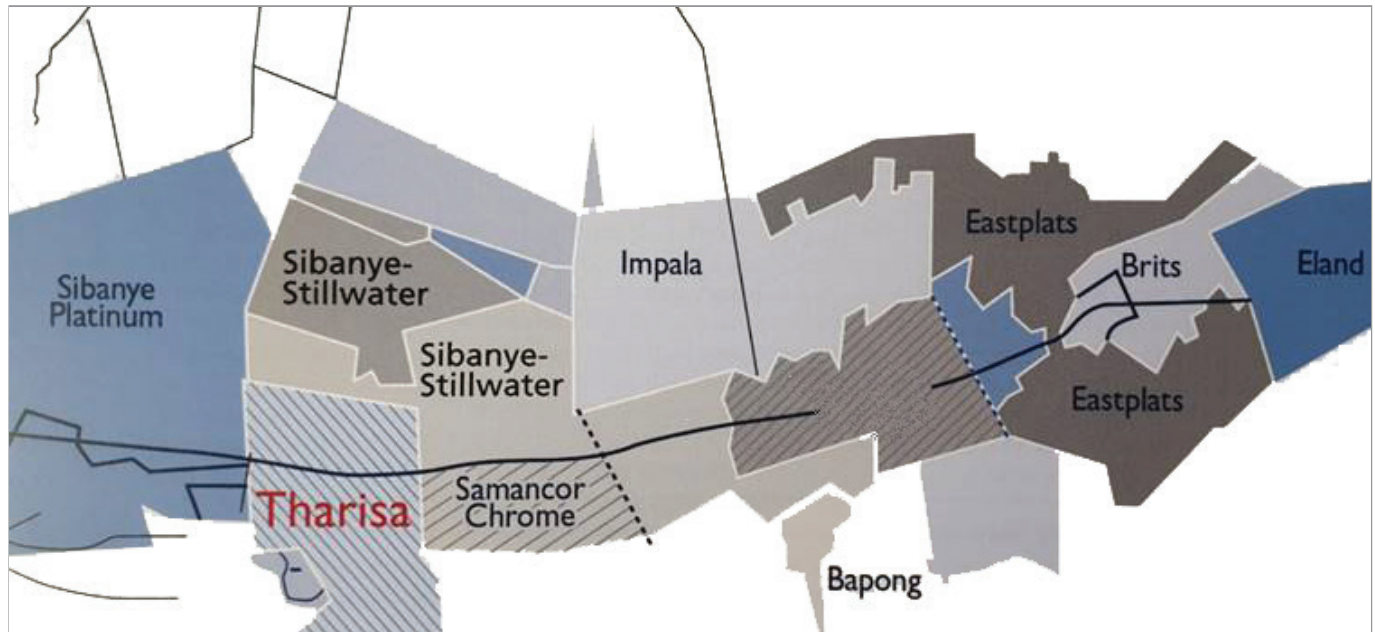 Sibanye
Platinum
Sibanye-
Stillwater
Sibanye-
Stillwater
Tharisa
Samancor
Chrome
Impala
Bapong
Eastplats
Brits
Eastplats
Eland